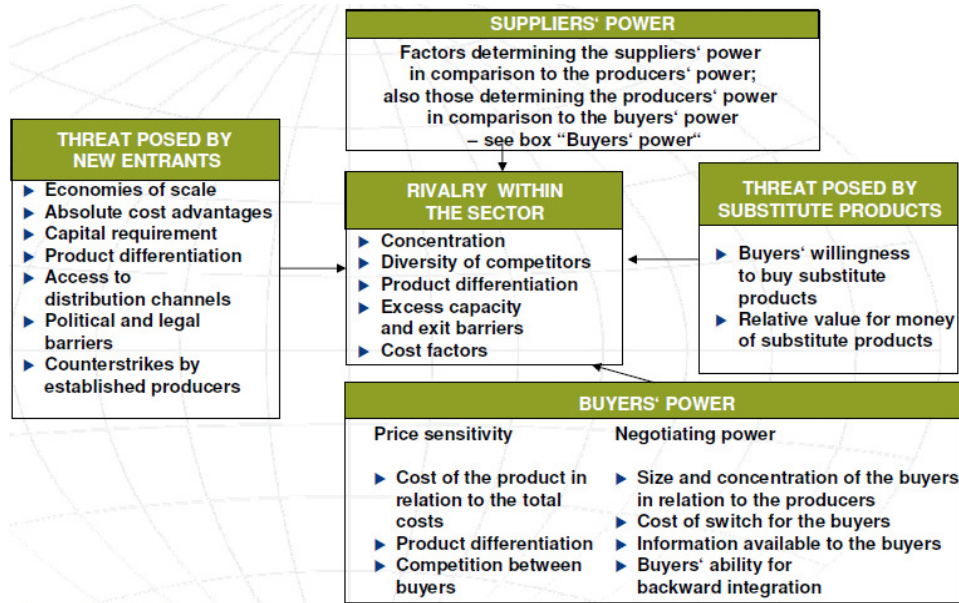 SUPPLIERS‘ POWER
Factors determining the suppliers‘ power
in comparison to the producers‘ power;
also those determining the producers‘ power
in comparison to the buyers‘ power
– see box “Buyers‘ power“
THREAT POSED BY
NEW ENTRANTS
Economies of scale
Absolute cost advantages
Capital requirement
Product differentiation
Access to
distribution channels
Political and legal
barriers
Counterstrikes by
established producers
RIVALRY WITHIN
THE SECTOR
Concentration
Diversity of competitors
Product differentiation
Excess capacity
and exit barriers
Cost factors
THREAT POSED BY
SUBSTITUTE PRODUCTS
Buyers‘ willingness
to buy substitute
products
Relative value for money
of substitute products
BUYERS‘ POWER
Price sensitivity
Cost of the product in
relation to the total
costs
Product differentiation
Competition between
buyers
Negotiating power
Size and concentration of the buyers
in relation to the producers
Cost of switch for the buyers
Information available to the buyers
Buyers‘ ability for
backward integration